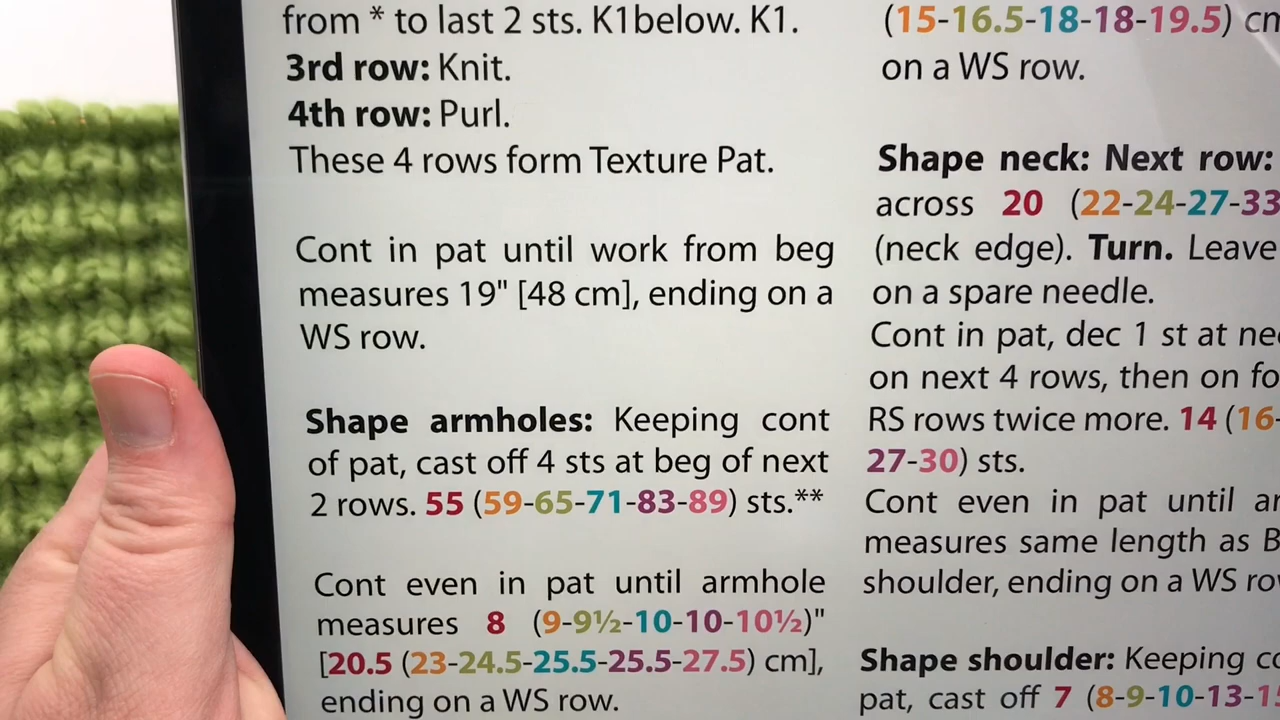 from * to last 2 sts. K1below. K1.
3rd row: Knit.
4th row: Purl.
These 4 rows form Texture Pat.
Cont in pat until work from beg
measures 19" [48 cm], ending on a
WS row.
Shape armholes: Keeping cont
of pat, cast off 4 sts at beg of next
2 rows. 55 (59-65-71-83-89) sts.**
Cont even in pat until armhole
measures 8 (9-9½-10-10-10½)"
[20.5 (23-24.5-25.5-25.5-27.5) cm],
ending on a WS row.
(15-16.5-18-18-19.5) cm
on a WS row.
Shape neck: Next row:
across 20 (22-24-27-33
(neck edge). Turn. Leave
on a spare needle.
Cont in pat, dec 1 st at
on next 4 rows, then on
RS rows twice more. 14 (16-
27-30) sts.
Cont even in pat until
measures same length as
shoulder, ending on a WS
Shape shoulder: Keeping
pat, cast off 7 (8-9-10-13-